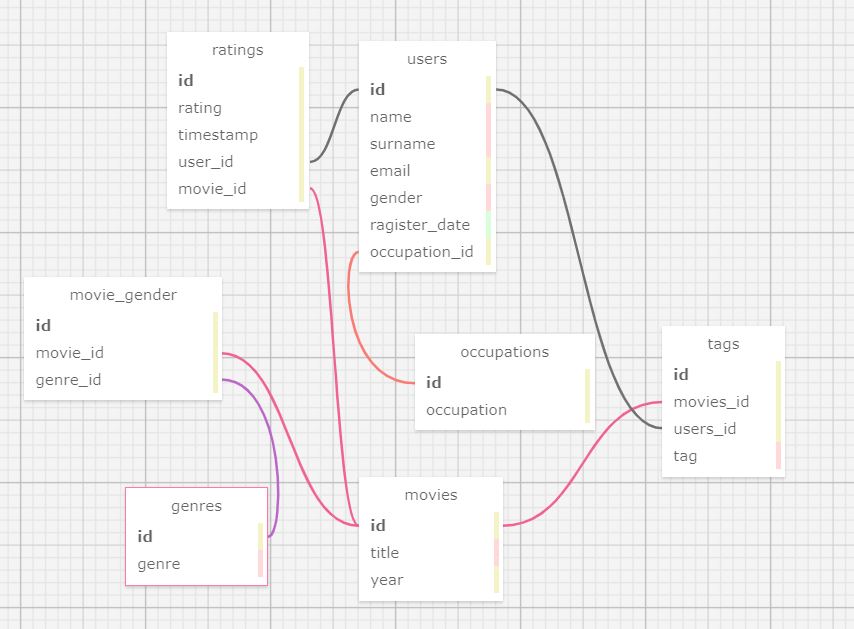 ratings
id
rating
timestamp
user_id
movie_id
users
id
name
surname
email
gender
ragister_date
occupation_id
movie_gender
id
movie_id
genre_id
occupations
id
occupation
tags
id
movies_id
users_id
tag
genres
id
genre
movies
id
title
year